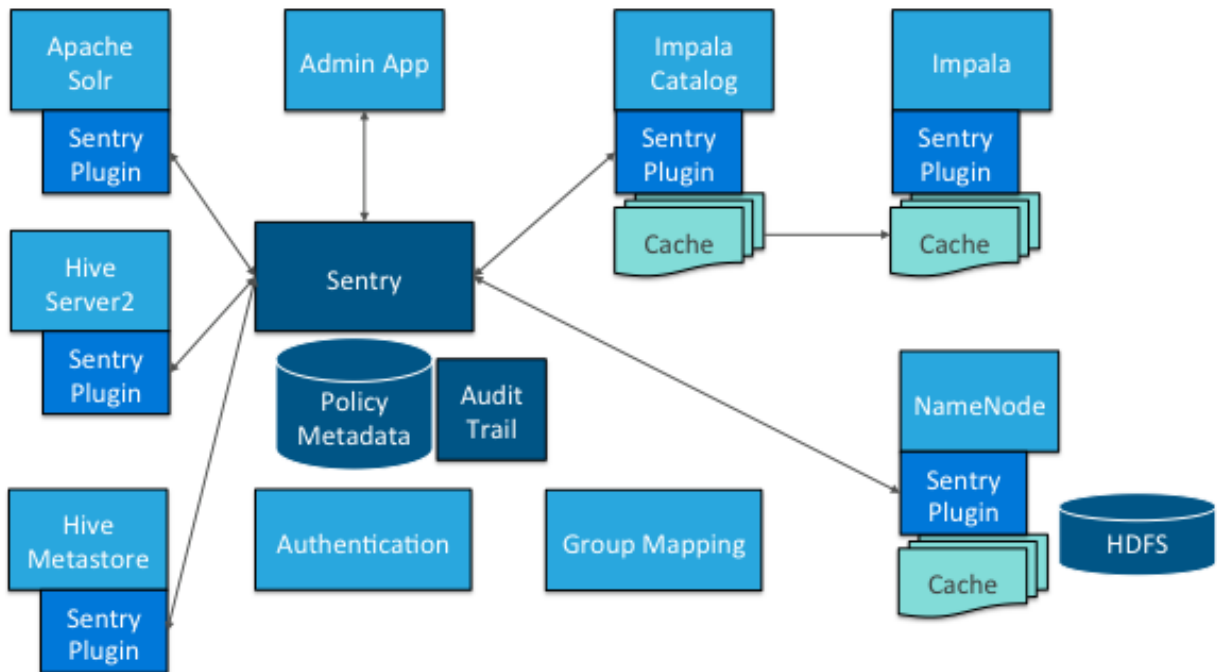 Apache
Solr
Sentry
Plugin
Admin App
Impala
Catalog
Sentry
Plugin
Cache
Impala
Sentry
Plugin
Cache
Hive
Server2
Sentry
Plugin
Sentry
Policy
Metadata
Audit
Trail
NameNode
Sentry
Plugin
Cache
HDFS
Hive
Metastore
Sentry
Plugin
Authentication
Group Mapping